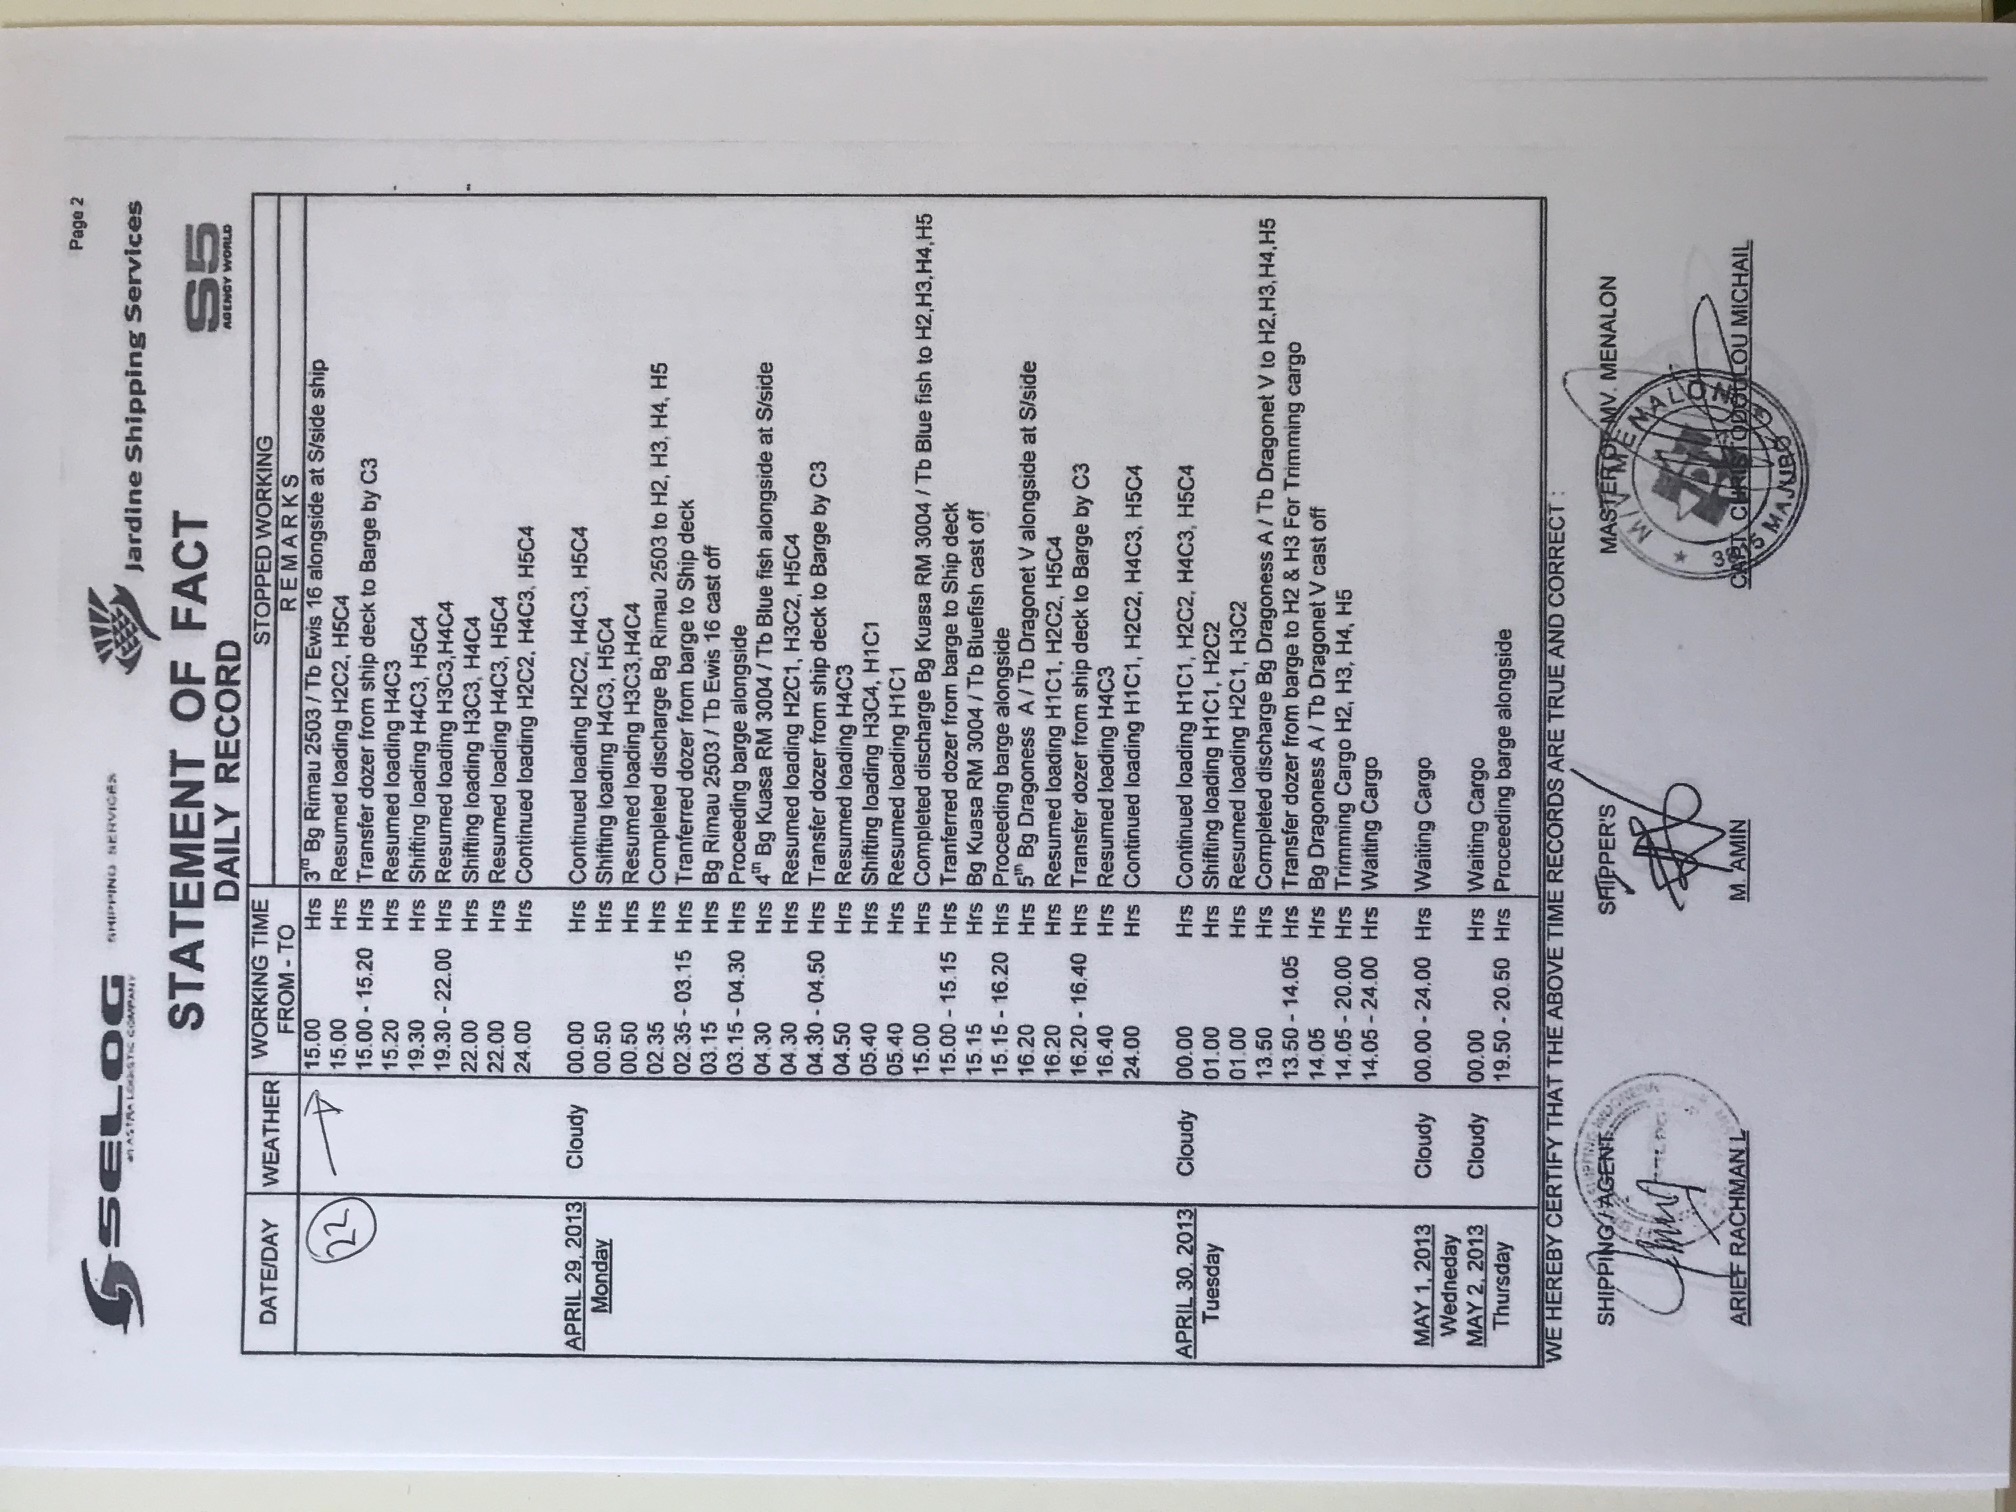 Page 2
SELOG SHIPPING SERVICES Jardine Shipping Services
AN ASTRA LOGISTIC COMPANY
STATEMENT OF FACT
DAILY RECORD
S5
AGENCY WORLD
DATE/DAY WEATHER WORKING TIME STOPPED WORKING
FROM - TO REMARKS
15.00 Hrs 3rd Bg Rimau 2503 / Tb Ewis 16 alongside at S/side ship
22
15.00 Hrs Resumed loading H2C2, H5C4
15.00 - 15.20 Hrs Transfer dozer from ship deck to Barge by C3
15.20 Hrs Resumed loading H4C3
19.30 Hrs Shifting loading H4C3, H5C4
19.30 - 22.00 Hrs Resumed loading H3C3,H4C4
22.00 Hrs Shifting loading H3C3, H4C4
22.00 Hrs Resumed loading H4C3, H5C4
24.00 Hrs Continued loading H2C2, H4C3, H5C4
APRIL 29, 2013 Cloudy 00.00 Hrs Continued loading H2C2, H4C3, H5C4
Monday 00.50 Hrs Shifting loading H4C3, H5C4
00.50 Hrs Resumed loading H3C3,H4C4
02.35 Hrs Completed discharge Bg Rimau 2503 to H2, H3, H4, H5
02.35 - 03.15 Hrs Tranferred dozer from barge to Ship deck
03.15 Hrs Bg Rimau 2503 / Tb Ewis 16 cast off
03.15 - 04.30 Hrs Proceeding barge alongside
04.30 Hrs 4th Bg Kuasa RM 3004 / Tb Blue fish alongside at S/side
04.30 Hrs Resumed loading H2C1, H3C2, H5C4
04.30 - 04.50 Hrs Transfer dozer from ship deck to Barge by C3
04.50 Hrs Resumed loading H4C3
05.40 Hrs Shifting loading H3C4, H1C1
05.40 Hrs Resumed loading H1C1
15.00 Hrs Completed discharge Bg Kuasa RM 3004 / Tb Blue fish to H2,H3,H4,H5
15.00 - 15.15 Hrs Tranferred dozer from barge to Ship deck
15.15 Hrs Bg Kuasa RM 3004 / Tb Bluefish cast off
15.15 - 16.20 Hrs Proceeding barge alongside
16.20 Hrs 5th Bg Dragoness A / Tb Dragonet V alongside at S/side
16.20 Hrs Resumed loading H1C1, H2C2, H5C4
16.20 - 16.40 Hrs Transfer dozer from ship deck to Barge by C3
16.40 Hrs Resumed loading H4C3
24.00 Hrs Continued loading H1C1, H2C2, H4C3, H5C4
APRIL 30, 2013 Cloudy 00.00 Hrs Continued loading H1C1, H2C2, H4C3, H5C4
Tuesday 01.00 Hrs Shifting loading H1C1, H2C2
01.00 Hrs Resumed loading H2C1, H3C2
13.50 Hrs Completed discharge Bg Dragoness A / Tb Dragonet V to H2,H3,H4,H5
13.50 - 14.05 Hrs Transfer dozer from barge to H2 & H3 For Trimming cargo
14.05 Hrs Bg Dragoness A / Tb Dragonet V cast off
14.05 - 20.00 Hrs Trimming Cargo H2, H3, H4, H5
14.05 - 24.00 Hrs Waiting Cargo
MAY 1, 2013 Cloudy 00.00 - 24.00 Hrs Waiting Cargo
Wedneday
MAY 2, 2013 Cloudy 00.00 Hrs Waiting Cargo
Thursday 19.50 - 20.50 Hrs Proceeding barge alongside
WE HEREBY CERTIFY THAT THE ABOVE TIME RECORDS ARE TRUE AND CORRECT :
SHIPPING / AGENT SHIPPER'S MASTER OF MV. MENALON
M/V MENALON
3815 MAJURO
ARIEF RACHMAN L M. AMIN CAPT. CHRISTODOULOU MICHAIL